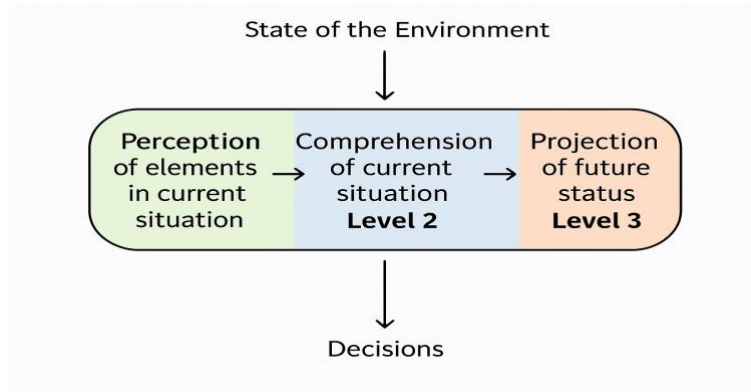 State of the Environment
Perception
of elements
in current
situation
Comprehension
of current
situation
Level 2
Projection
of future
status
Level 3
Decisions